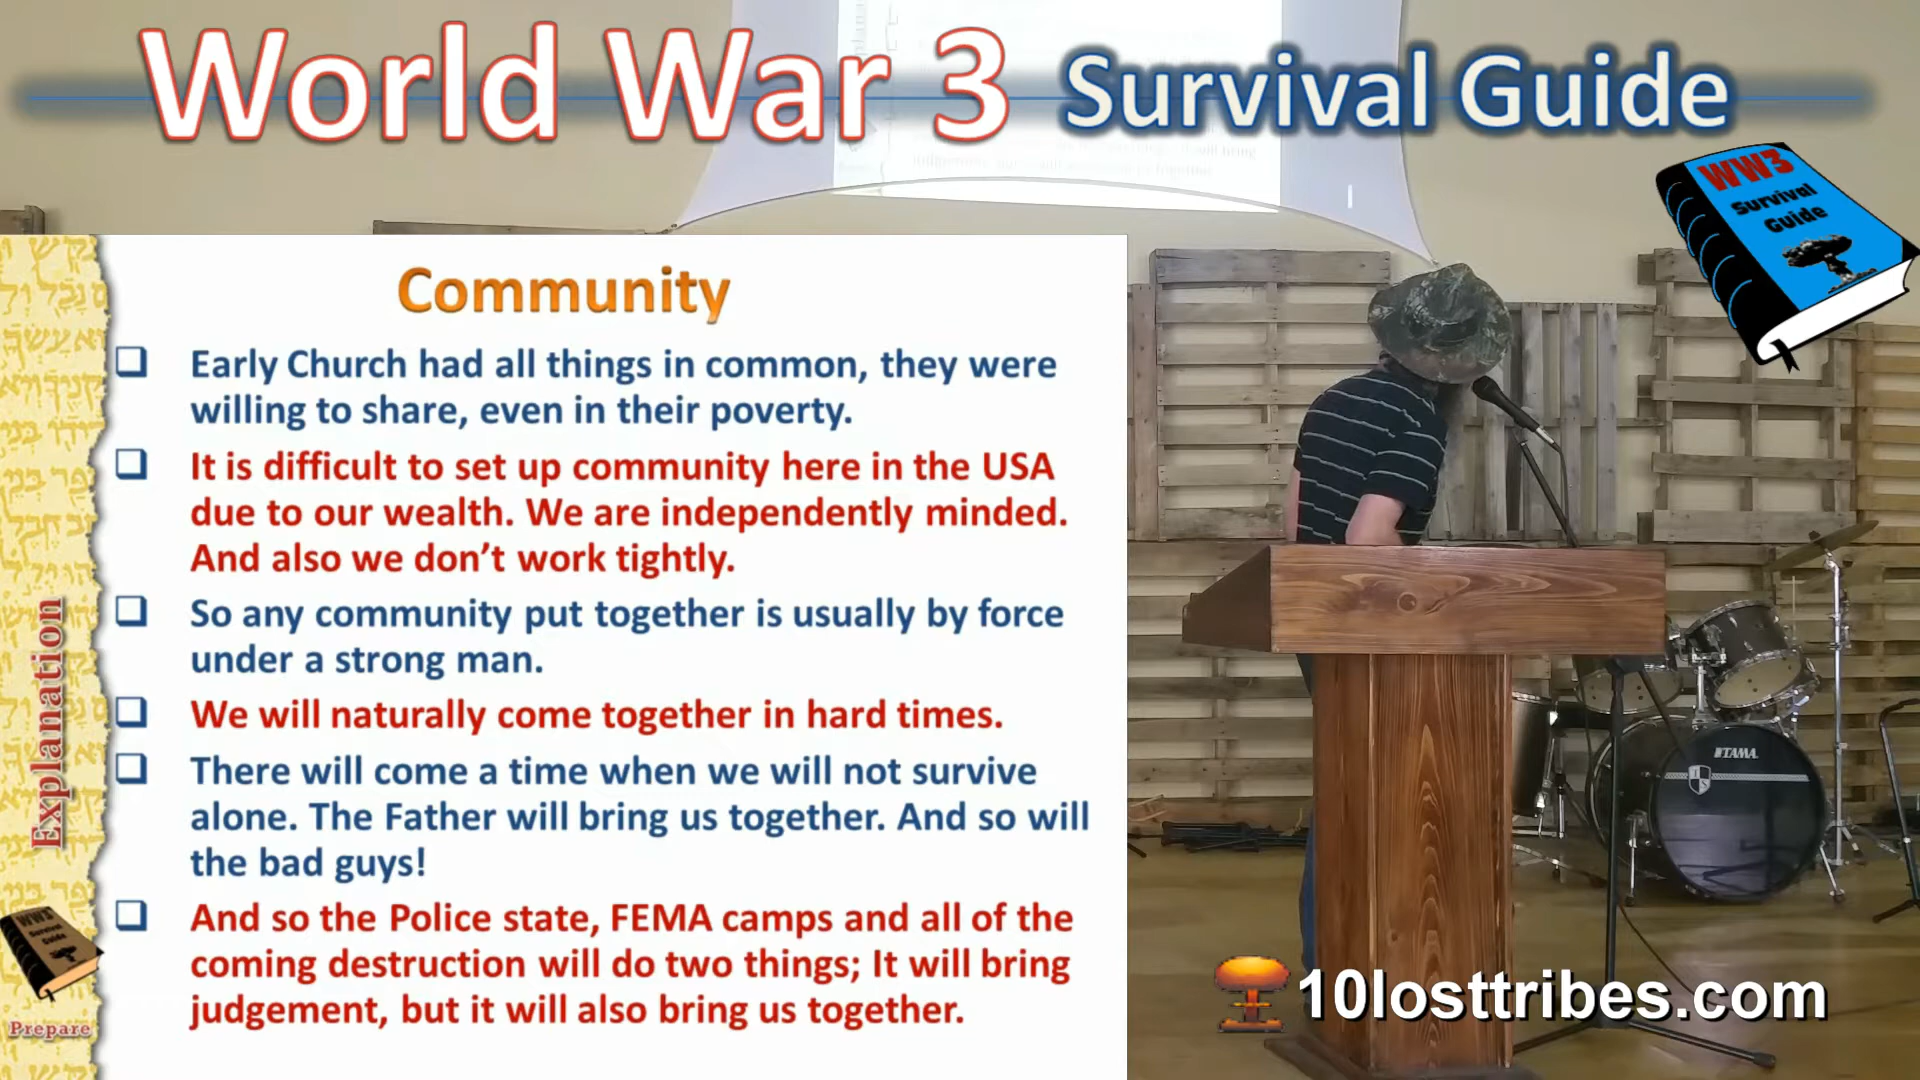 World War 3 Survival Guide
WW3
Survival
Guide
Community
Early Church had all things in common, they were
willing to share, even in their poverty.
It is difficult to set up community here in the USA
due to our wealth. We are independently minded.
And also we don't work tightly.
So any community put together is usually by force
under a strong man.
We will naturally come together in hard times.
There will come a time when we will not survive
alone. The Father will bring us together. And so will
the bad guys!
And so the Police state, FEMA camps and all of the
coming destruction will do two things; It will bring
judgement, but it will also bring us together.
Explanation
WW3
Survival
Guide
Prepare
TAMA
10losttribes.com